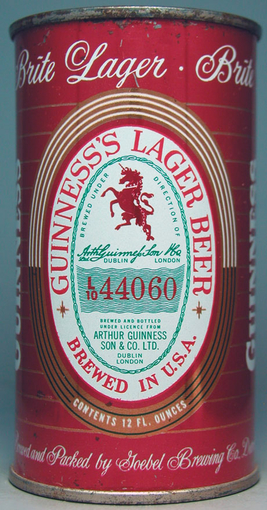 Brite Lager · Brite
GUINNESS'S LAGER BEER
BREWED UNDER DIRECTION OF
Arth Guinness Son & Co
DUBLIN LONDON
L/10 44060
BREWED AND BOTTLED
UNDER LICENCE FROM
ARTHUR GUINNESS
SON & CO. LTD.
DUBLIN
LONDON
BREWED IN U.S.A.
CONTENTS 12 FL. OUNCES
and Packed by Goebel Brewing Co.